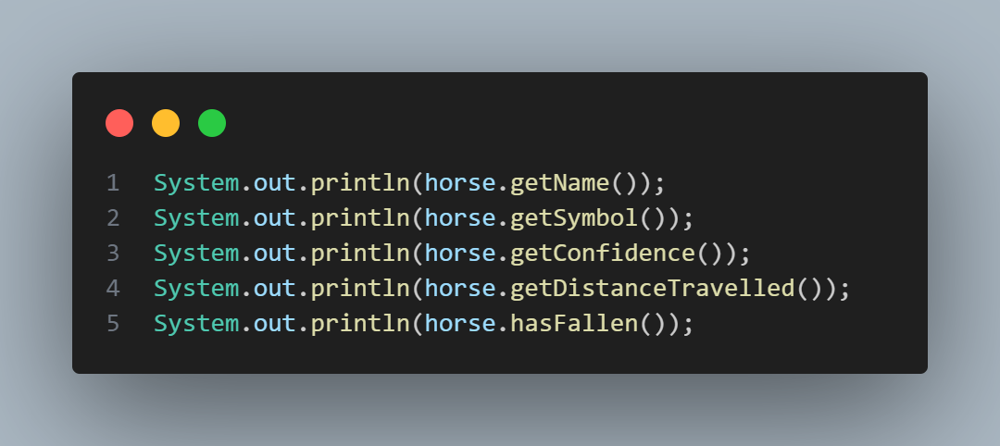 1 System.out.println(horse.getName());
2 System.out.println(horse.getSymbol());
3 System.out.println(horse.getConfidence());
4 System.out.println(horse.getDistanceTravelled());
5 System.out.println(horse.hasFallen());